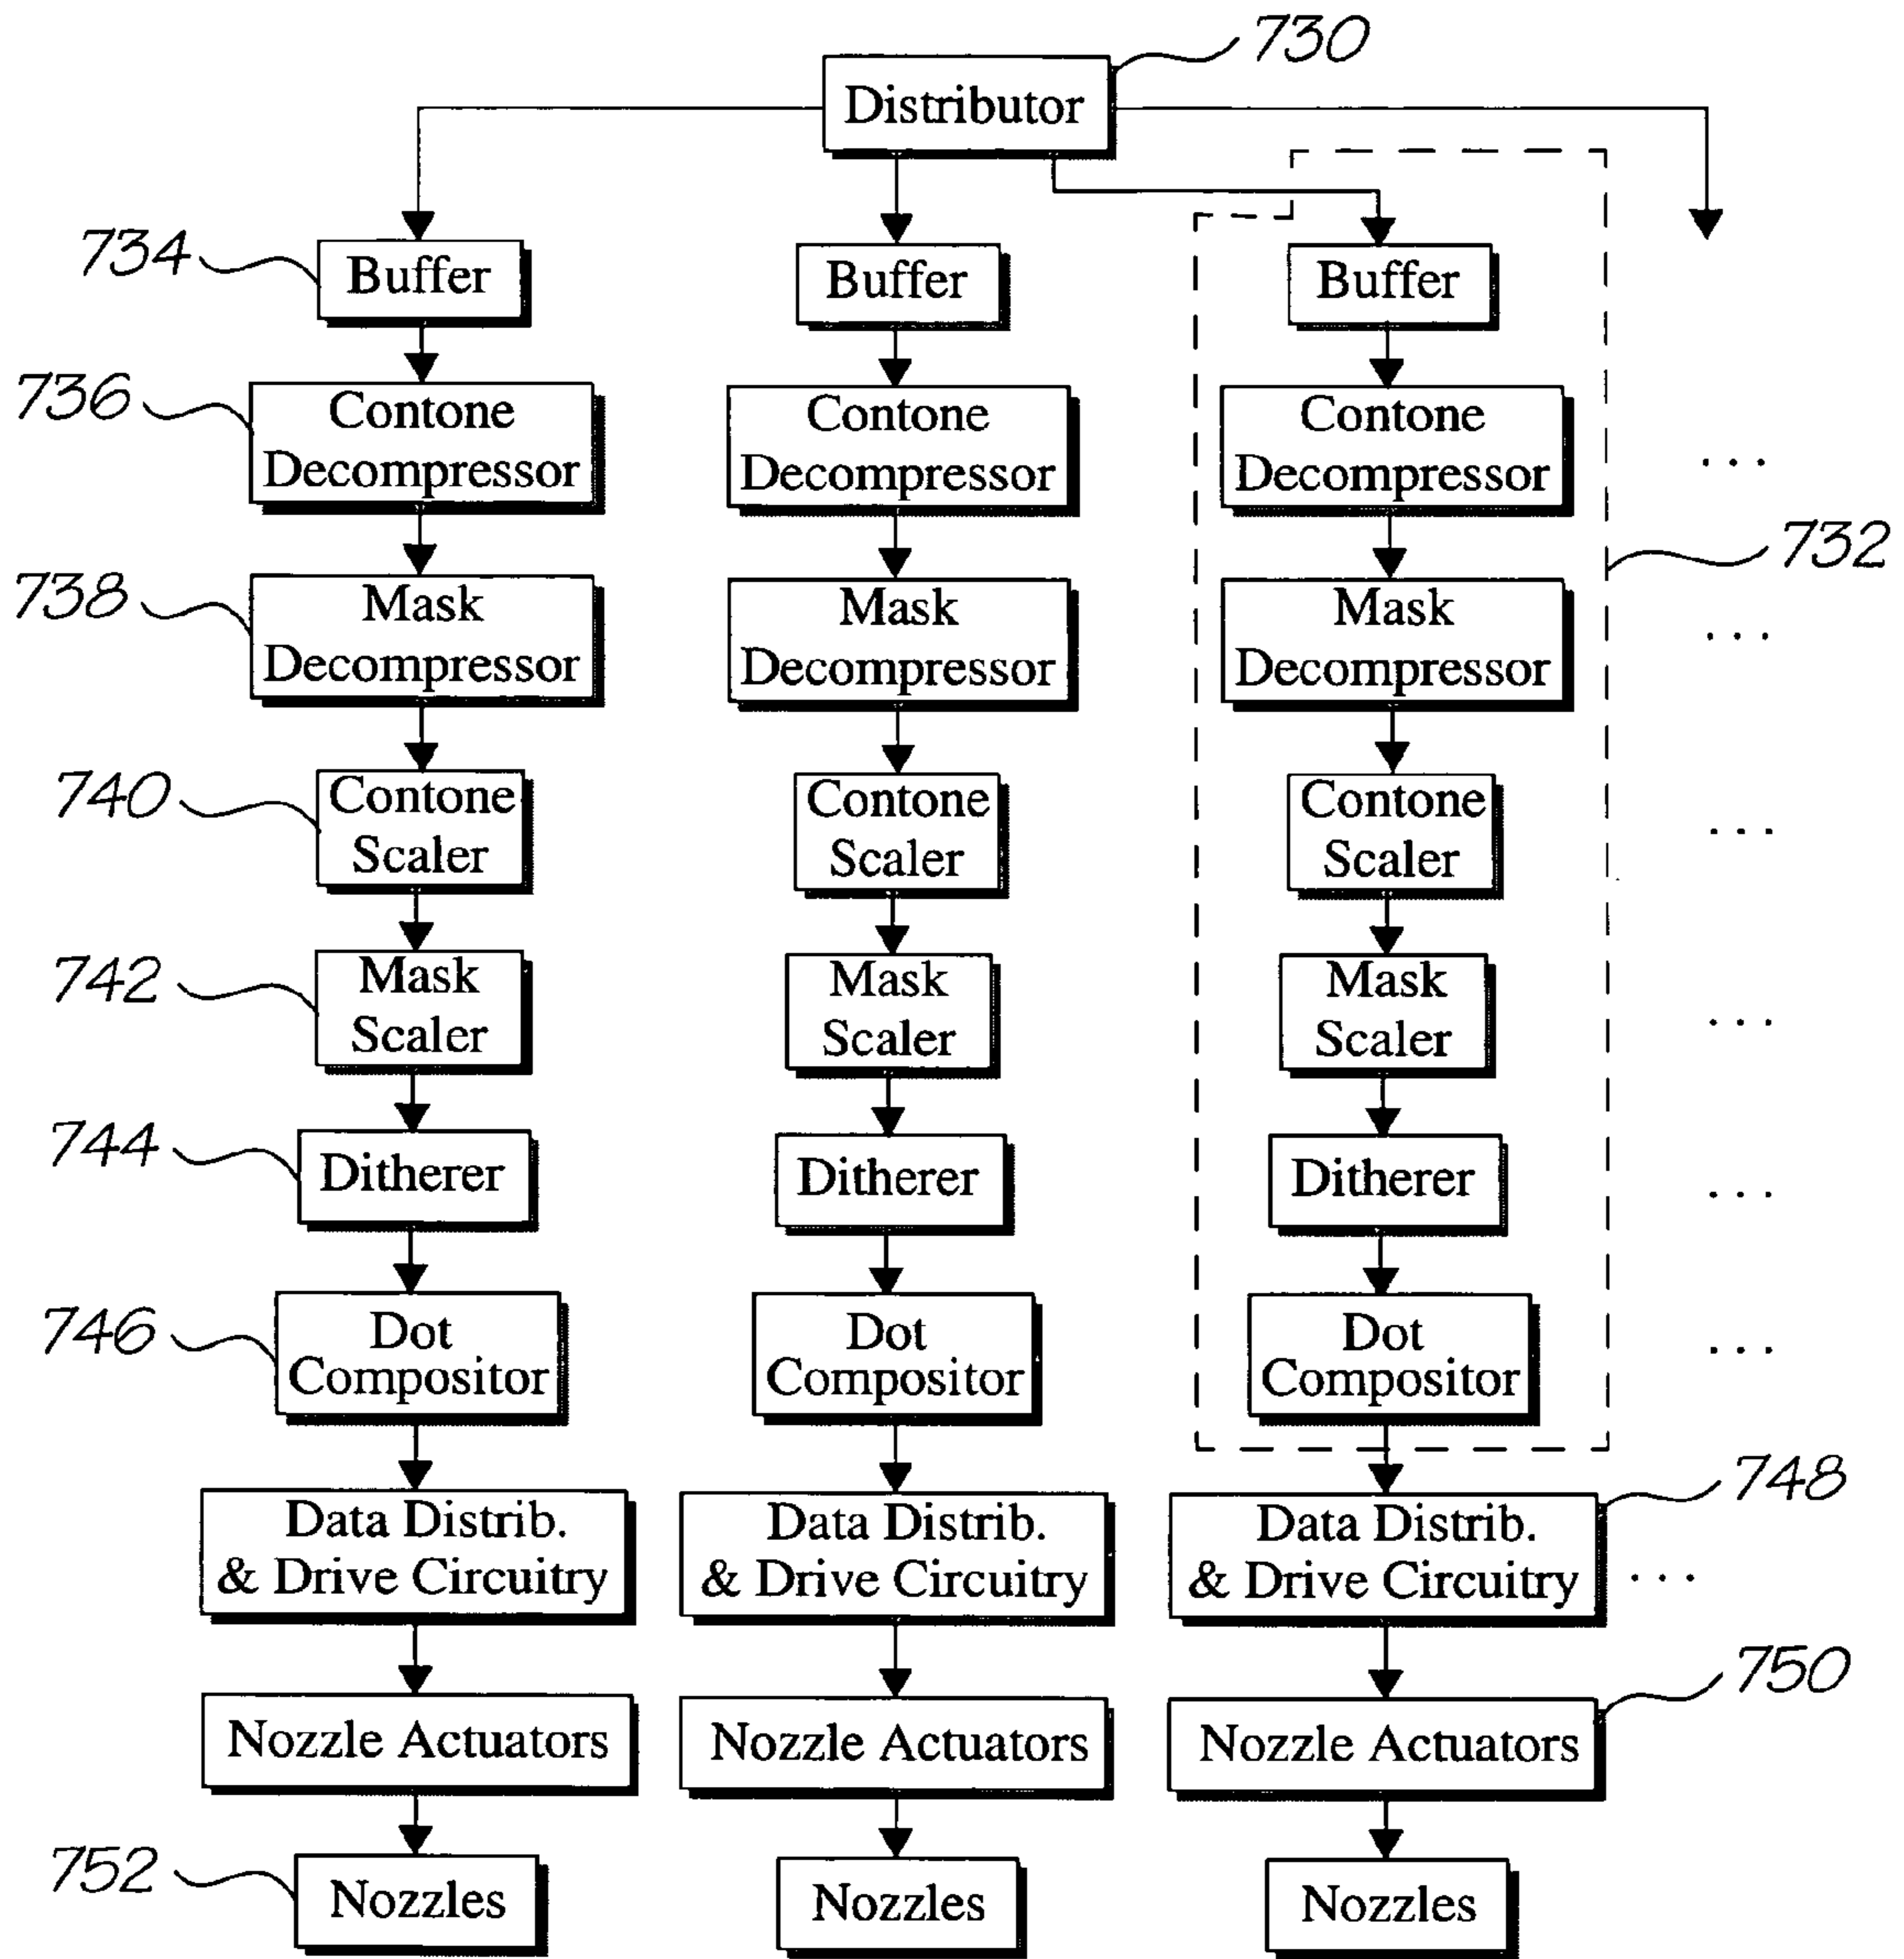 730
Distributor
734
Buffer
Buffer
Buffer
736
Contone
Decompressor
Contone
Decompressor
Contone
Decompressor
...
732
738
Mask
Decompressor
Mask
Decompressor
Mask
Decompressor
...
740
Contone
Scaler
Contone
Scaler
Contone
Scaler
...
742
Mask
Scaler
Mask
Scaler
Mask
Scaler
...
744
Ditherer
Ditherer
Ditherer
...
746
Dot
Compositor
Dot
Compositor
Dot
Compositor
...
748
Data Distrib.
& Drive Circuitry
Data Distrib.
& Drive Circuitry
Data Distrib.
& Drive Circuitry
...
750
Nozzle Actuators
Nozzle Actuators
Nozzle Actuators
752
Nozzles
Nozzles
Nozzles